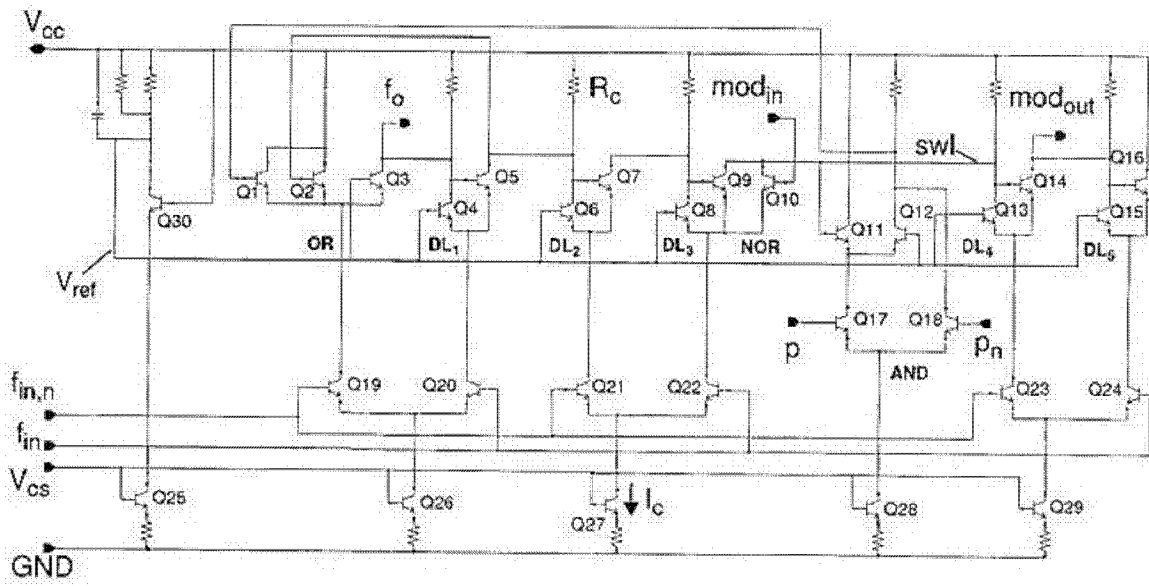 Vcc
fo
Rc
modin
modout
SWI
Q1
Q2
Q3
Q4
Q5
Q6
Q7
Q8
Q9
Q10
Q11
Q12
Q13
Q14
Q15
Q16
Q30
OR
DL1
DL2
DL3
NOR
DL4
DL5
Vref
Q17
Q18
p
pn
AND
Q19
Q20
Q21
Q22
Q23
Q24
fin,n
fin
Vcs
Q25
Q26
Q27
Ic
Q28
Q29
GND